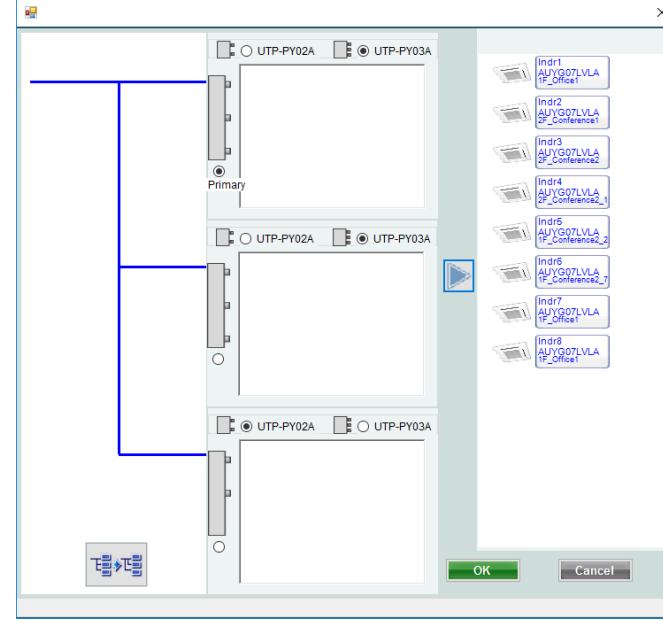 UTP-PY02A UTP-PY03A
Primary
UTP-PY02A UTP-PY03A
UTP-PY02A UTP-PY03A
Indr1
AUYG07LVLA
1F_Office1
Indr2
AUYG07LVLA
2F_Conference1
Indr3
AUYG07LVLA
2F_Conference2
Indr4
AUYG07LVLA
2F_Conference2_1
Indr5
AUYG07LVLA
1F_Conference2_2
Indr6
AUYG07LVLA
1F_Conference2_7
Indr7
AUYG07LVLA
1F_Office1
Indr8
AUYG07LVLA
1F_Office1
OK Cancel